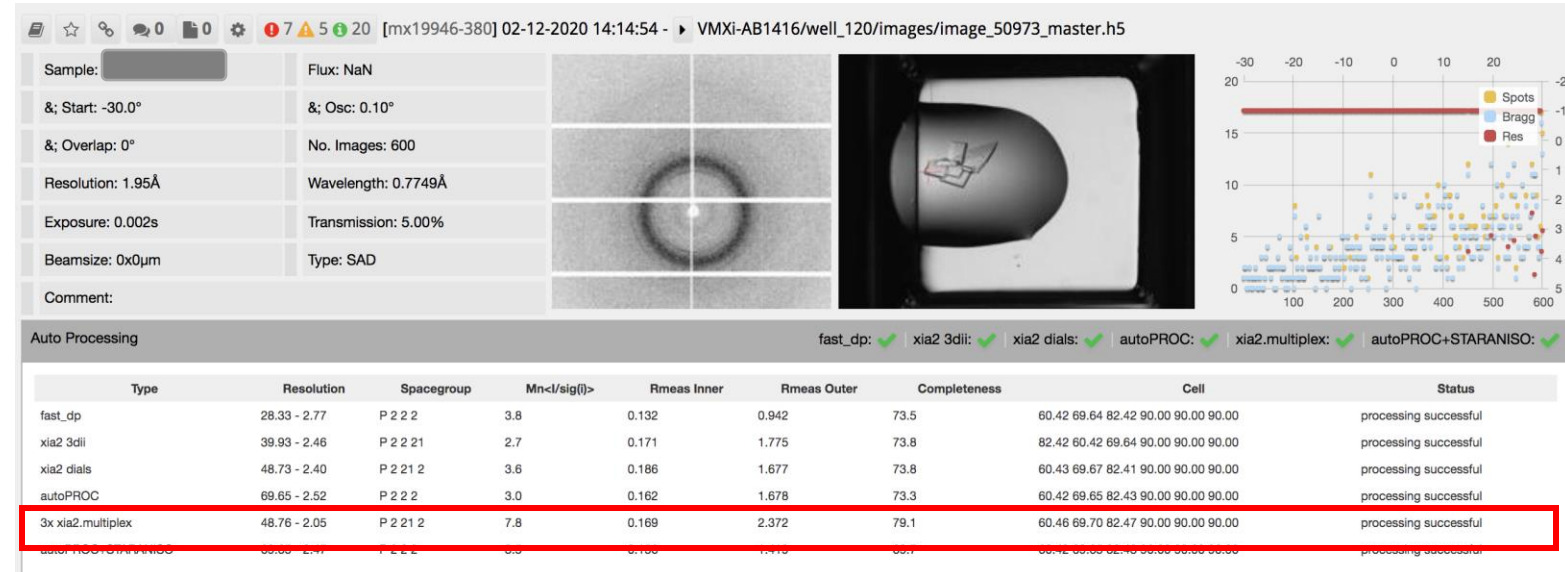 0 0 7 5 20 [mx19946-380] 02-12-2020 14:14:54 - VMXi-AB1416/well_120/images/image_50973_master.h5
Sample: Flux: NaN
&; Start: -30.0° &; Osc: 0.10°
&; Overlap: 0° No. Images: 600
Resolution: 1.95Å Wavelength: 0.7749Å
Exposure: 0.002s Transmission: 5.00%
Beamsize: 0x0μm Type: SAD
Comment:
-30 -20 -10 0 10 20
20 15 10 5 0
Spots
Bragg
Res
-1 0 1 2 3 4 5
100 200 300 400 500 600
Auto Processing fast_dp: xia2 3dii: xia2 dials: autoPROC: xia2.multiplex: autoPROC+STARANISO:
Type Resolution Spacegroup Mn<I/sig(i)> Rmeas Inner Rmeas Outer Completeness Cell Status
fast_dp 28.33 - 2.77 P 2 2 2 3.8 0.132 0.942 73.5 60.42 69.64 82.42 90.00 90.00 90.00 processing successful
xia2 3dii 39.93 - 2.46 P 2 2 21 2.7 0.171 1.775 73.8 82.42 60.42 69.64 90.00 90.00 90.00 processing successful
xia2 dials 48.73 - 2.40 P 2 21 2 3.6 0.186 1.677 73.8 60.43 69.67 82.41 90.00 90.00 90.00 processing successful
autoPROC 69.65 - 2.52 P 2 2 2 3.0 0.162 1.678 73.3 60.42 69.65 82.43 90.00 90.00 90.00 processing successful
3x xia2.multiplex 48.76 - 2.05 P 2 21 2 7.8 0.169 2.372 79.1 60.46 69.70 82.47 90.00 90.00 90.00 processing successful
autoPROC+STARANISO processing successful